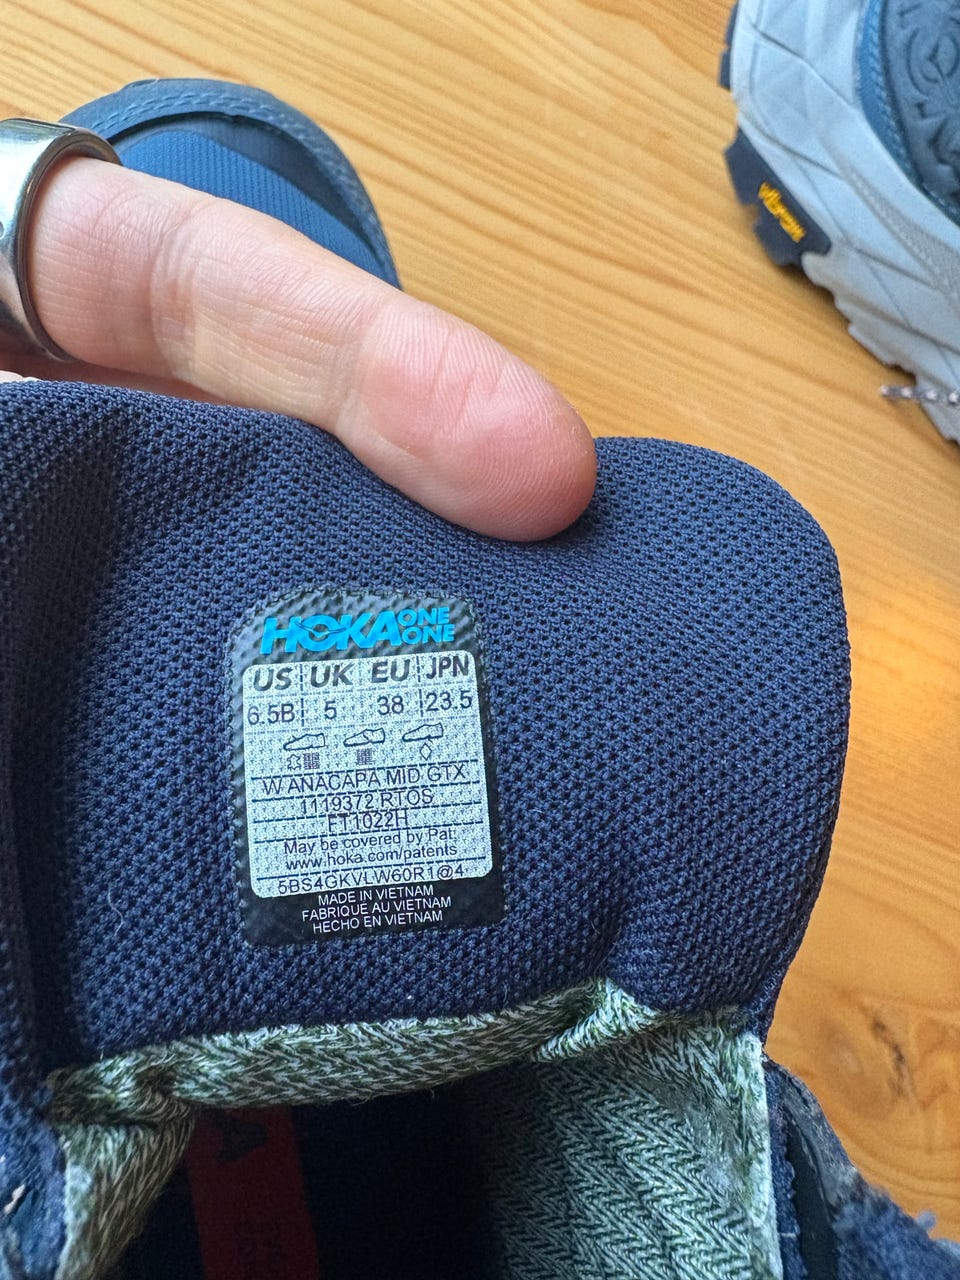 vibram
HOKA ONE ONE
US UK EU JPN
6.5B 5 38 23.5
W ANACAPA MID GTX
1119372 RTOS
FT1022H
May be covered by Pat:
www.hoka.com/patents
5BS4GKVLW60R1@4
MADE IN VIETNAM
FABRIQUE AU VIETNAM
HECHO EN VIETNAM